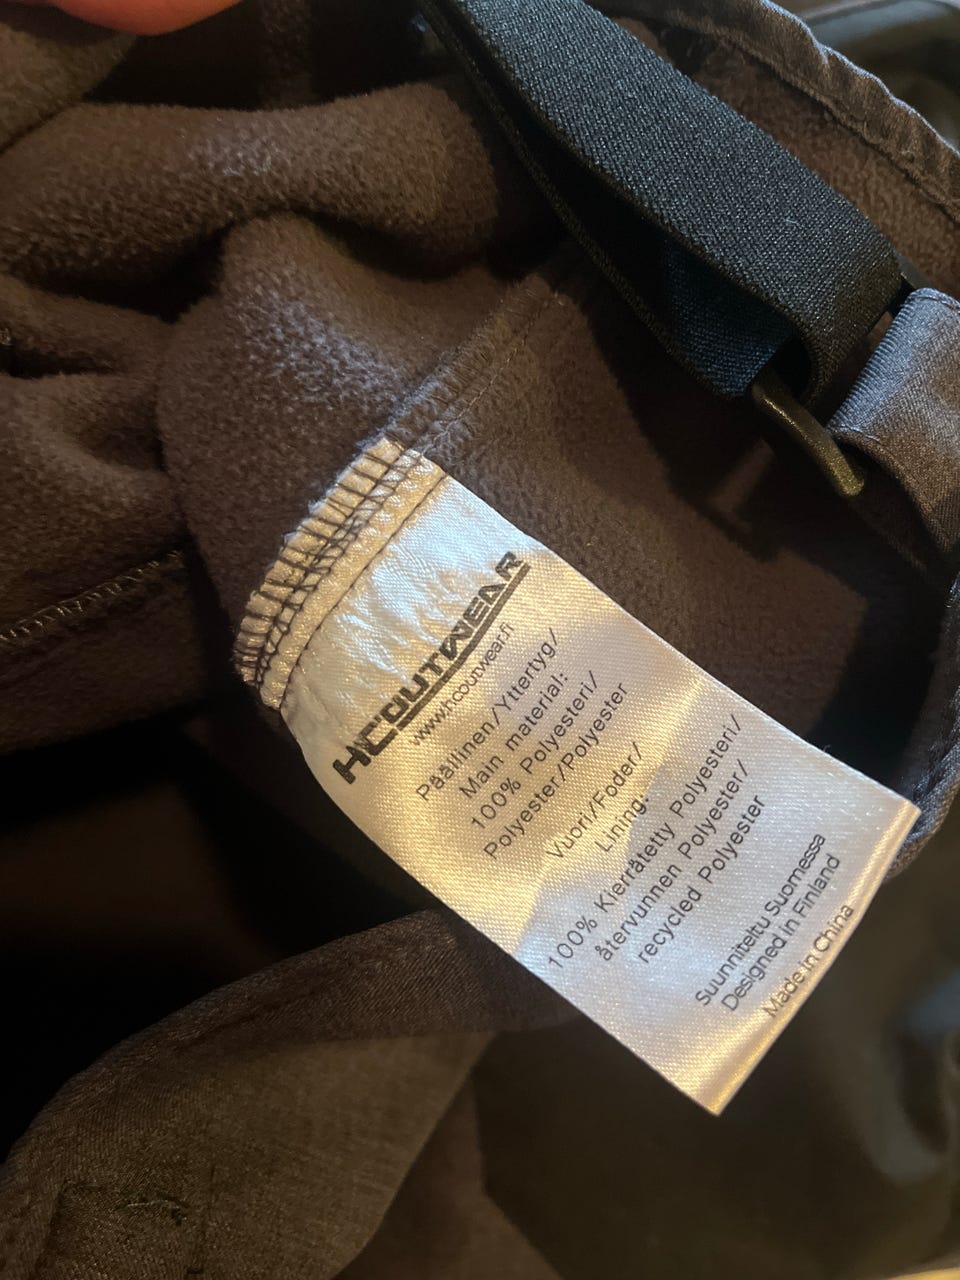 HCOUTWEAR
www.hcoutwear.fi
Päällinen/Yttertyg/
Main material:
100% Polyesteri/
Polyester/Polyester
Vuori/Foder/
Lining:
100% Kierrätetty Polyesteri/
återvunnen Polyester/
recycled Polyester
Suunniteltu Suomessa
Designed in Finland
Made in China